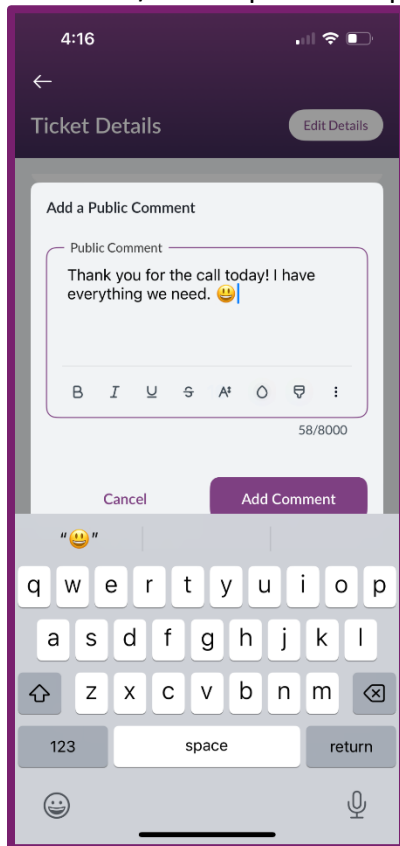 4:16
Ticket Details
Edit Details
Add a Public Comment
Public Comment
Thank you for the call today! I have
everything we need. 😃
B I U S A
58/8000
Cancel
Add Comment
"😃"
q w e r t y u i o p
a s d f g h j k l
z x c v b n m
123 space return